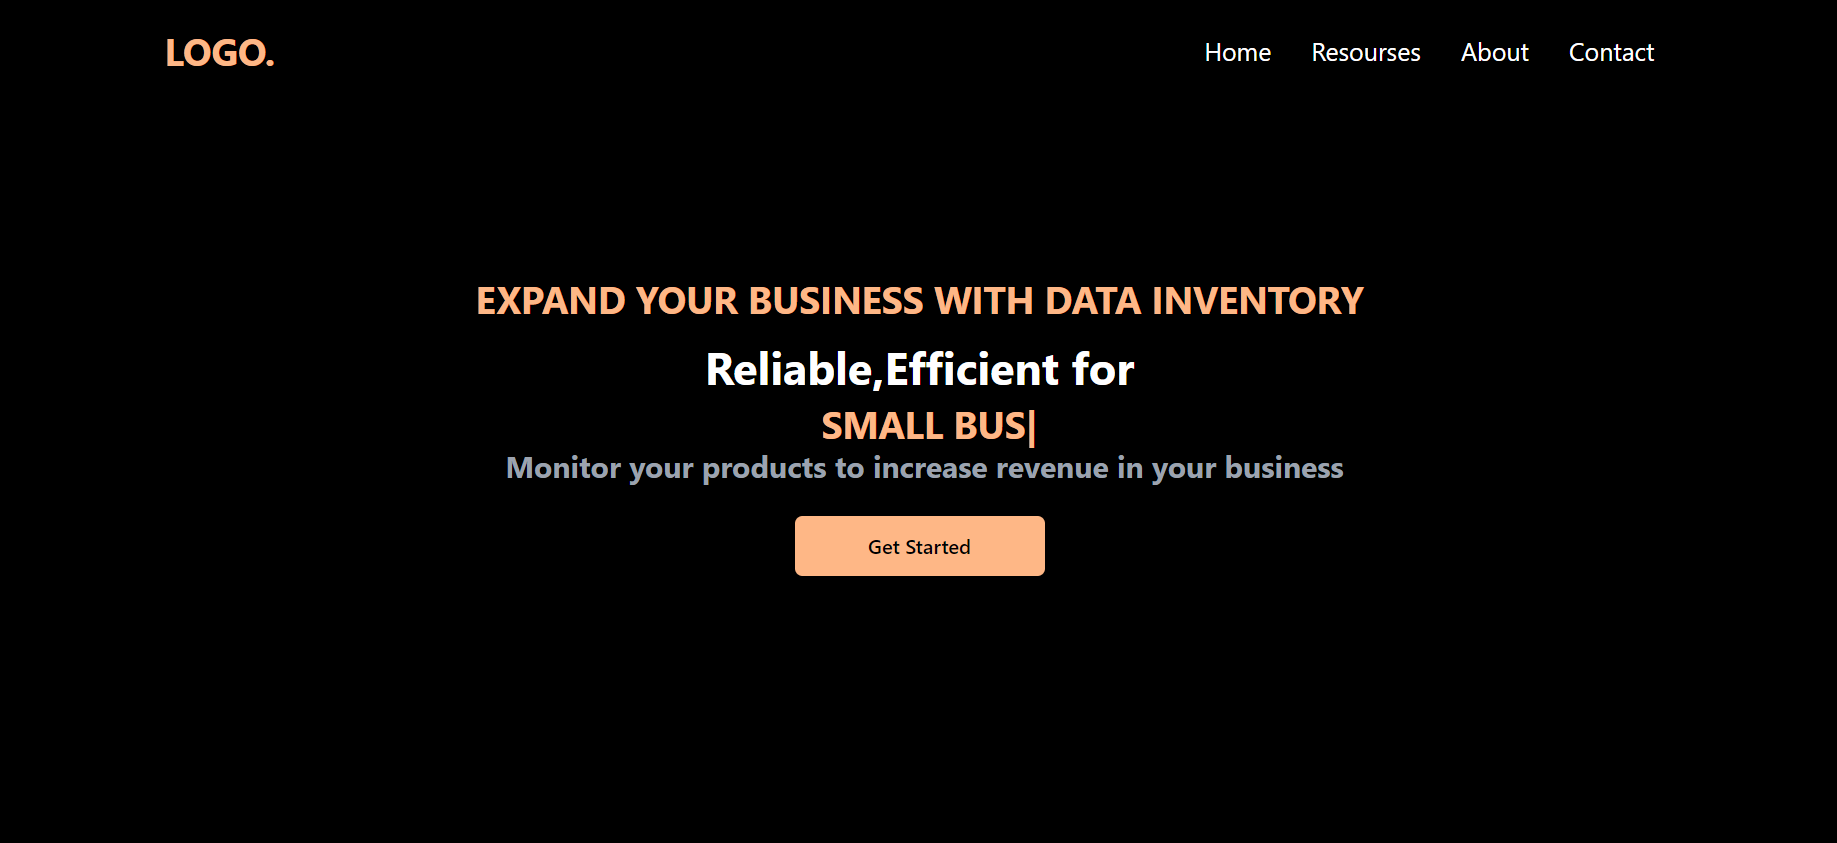 LOGO.
Home Resourses About Contact
EXPAND YOUR BUSINESS WITH DATA INVENTORY
Reliable,Efficient for
SMALL BUS|
Monitor your products to increase revenue in your business
Get Started